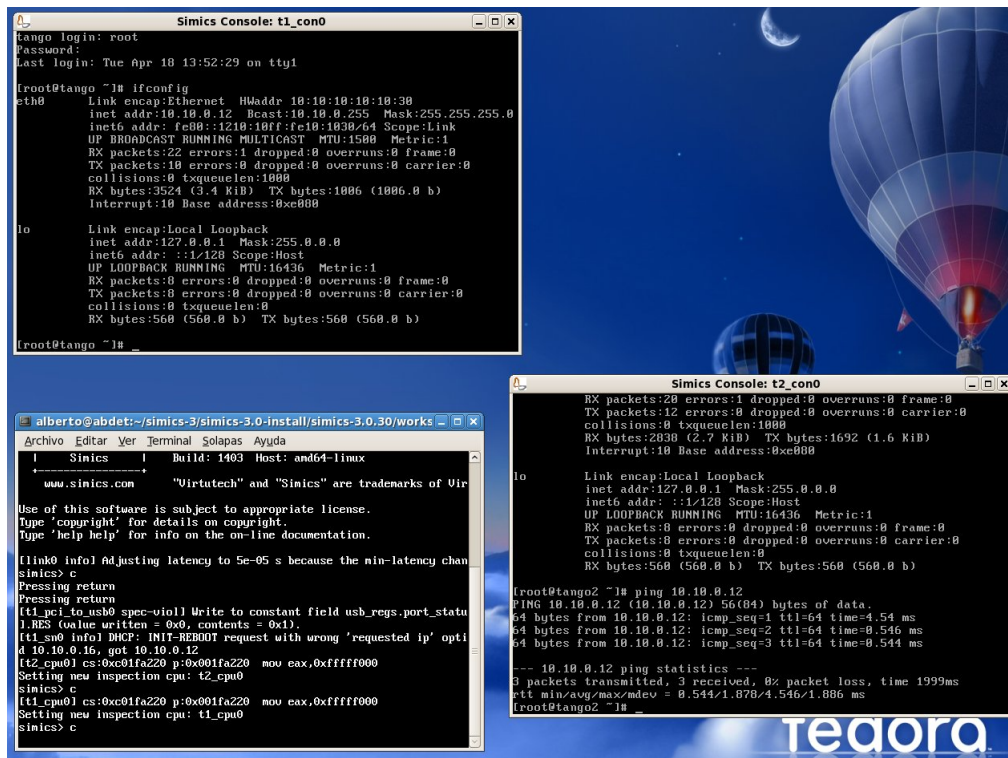 Simics Console: t1_con0
tango login: root
Password:
Last login: Tue Apr 18 13:52:29 on tty1
[root@tango ~]# ifconfig
eth0 Link encap:Ethernet HWaddr 10:10:10:10:10:30
inet addr:10.10.0.12 Bcast:10.10.0.255 Mask:255.255.255.0
inet6 addr: fe80::1210:10ff:fe10:1030/64 Scope:Link
UP BROADCAST RUNNING MULTICAST MTU:1500 Metric:1
RX packets:22 errors:1 dropped:0 overruns:0 frame:0
TX packets:10 errors:0 dropped:0 overruns:0 carrier:0
collisions:0 txqueuelen:1000
RX bytes:3524 (3.4 KiB) TX bytes:1006 (1006.0 b)
Interrupt:10 Base address:0xe080
lo Link encap:Local Loopback
inet addr:127.0.0.1 Mask:255.0.0.0
inet6 addr: ::1/128 Scope:Host
UP LOOPBACK RUNNING MTU:16436 Metric:1
RX packets:8 errors:0 dropped:0 overruns:0 frame:0
TX packets:8 errors:0 dropped:0 overruns:0 carrier:0
collisions:0 txqueuelen:0
RX bytes:560 (560.0 b) TX bytes:560 (560.0 b)
[root@tango ~]# _
alberto@abdet:~/simics-3/simics-3.0-install/simics-3.0.30/works
Archivo Editar Ver Terminal Solapas Ayuda
| Simics | Build: 1403 Host: amd64-linux
+-----------------+
www.simics.com "Virtutech" and "Simics" are trademarks of Vir
Use of this software is subject to appropriate license.
Type 'copyright' for details on copyright.
Type 'help help' for info on the on-line documentation.
[link0 info] Adjusting latency to 5e-05 s because the min-latency chan
simics> c
Pressing return
Pressing return
[t1_pci_to_usb0 spec-viol] Write to constant field usb_regs.port_statu
].RES (value written = 0x0, contents = 0x1).
[t1_sn0 info] DHCP: INIT-REBOOT request with wrong 'requested ip' opti
d 10.10.0.16, got 10.10.0.12
[t2_cpu0] cs:0xc01fa220 p:0x001fa220 mov eax,0xfffff000
Setting new inspection cpu: t2_cpu0
simics> c
[t1_cpu0] cs:0xc01fa220 p:0x001fa220 mov eax,0xfffff000
Setting new inspection cpu: t1_cpu0
simics> c
Simics Console: t2_con0
RX packets:20 errors:1 dropped:0 overruns:0 frame:0
TX packets:12 errors:0 dropped:0 overruns:0 carrier:0
collisions:0 txqueuelen:1000
RX bytes:2838 (2.7 KiB) TX bytes:1692 (1.6 KiB)
Interrupt:10 Base address:0xe080
lo Link encap:Local Loopback
inet addr:127.0.0.1 Mask:255.0.0.0
inet6 addr: ::1/128 Scope:Host
UP LOOPBACK RUNNING MTU:16436 Metric:1
RX packets:8 errors:0 dropped:0 overruns:0 frame:0
TX packets:8 errors:0 dropped:0 overruns:0 carrier:0
collisions:0 txqueuelen:0
RX bytes:560 (560.0 b) TX bytes:560 (560.0 b)
[root@tango2 ~]# ping 10.10.0.12
PING 10.10.0.12 (10.10.0.12) 56(84) bytes of data.
64 bytes from 10.10.0.12: icmp_seq=1 ttl=64 time=4.54 ms
64 bytes from 10.10.0.12: icmp_seq=2 ttl=64 time=0.546 ms
64 bytes from 10.10.0.12: icmp_seq=3 ttl=64 time=0.544 ms
--- 10.10.0.12 ping statistics ---
3 packets transmitted, 3 received, 0% packet loss, time 1999ms
rtt min/avg/max/mdev = 0.544/1.878/4.546/1.886 ms
[root@tango2 ~]# _
fedora